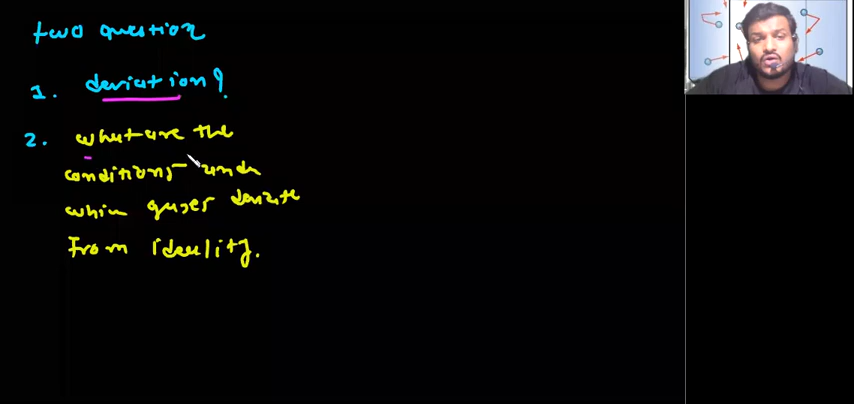 two question
1. deviation?
2. what are the
conditions under
which gases deviate
From ideality.